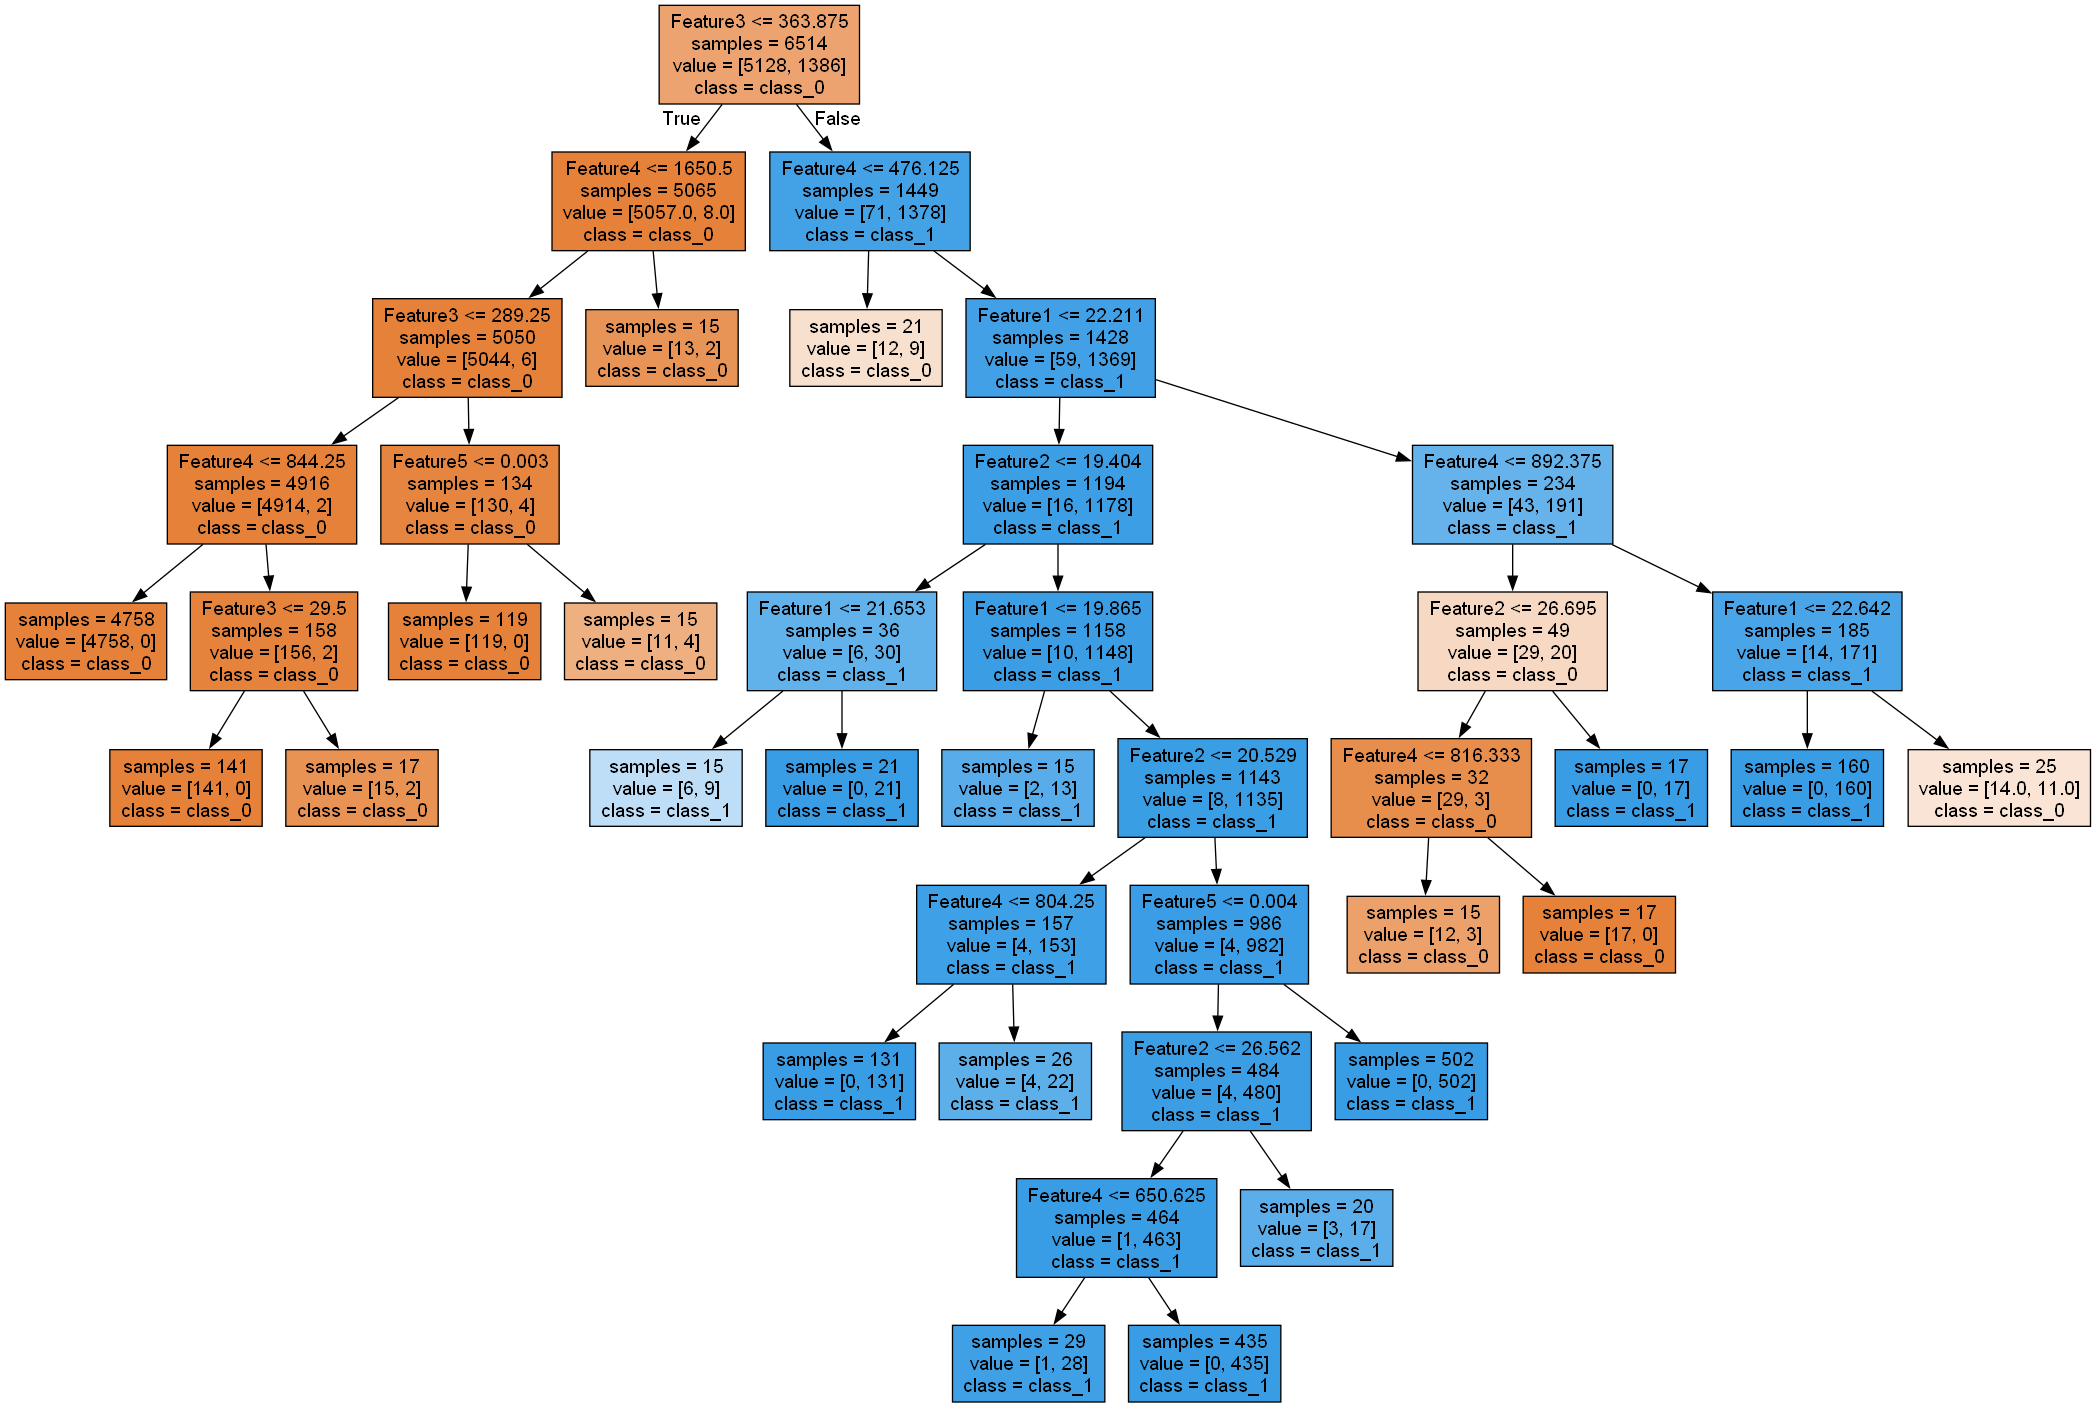 Feature3 <= 363.875
samples = 6514
value = [5128, 1386]
class = class_0
True
False
Feature4 <= 1650.5
samples = 5065
value = [5057.0, 8.0]
class = class_0
Feature4 <= 476.125
samples = 1449
value = [71, 1378]
class = class_1
Feature3 <= 289.25
samples = 5050
value = [5044, 6]
class = class_0
samples = 15
value = [13, 2]
class = class_0
samples = 21
value = [12, 9]
class = class_0
Feature1 <= 22.211
samples = 1428
value = [59, 1369]
class = class_1
Feature4 <= 844.25
samples = 4916
value = [4914, 2]
class = class_0
Feature5 <= 0.003
samples = 134
value = [130, 4]
class = class_0
Feature2 <= 19.404
samples = 1194
value = [16, 1178]
class = class_1
Feature4 <= 892.375
samples = 234
value = [43, 191]
class = class_1
samples = 4758
value = [4758, 0]
class = class_0
Feature3 <= 29.5
samples = 158
value = [156, 2]
class = class_0
samples = 119
value = [119, 0]
class = class_0
samples = 15
value = [11, 4]
class = class_0
Feature1 <= 21.653
samples = 36
value = [6, 30]
class = class_1
Feature1 <= 19.865
samples = 1158
value = [10, 1148]
class = class_1
Feature2 <= 26.695
samples = 49
value = [29, 20]
class = class_0
Feature1 <= 22.642
samples = 185
value = [14, 171]
class = class_1
samples = 141
value = [141, 0]
class = class_0
samples = 17
value = [15, 2]
class = class_0
samples = 15
value = [6, 9]
class = class_1
samples = 21
value = [0, 21]
class = class_1
samples = 15
value = [2, 13]
class = class_1
Feature2 <= 20.529
samples = 1143
value = [8, 1135]
class = class_1
Feature4 <= 816.333
samples = 32
value = [29, 3]
class = class_0
samples = 17
value = [0, 17]
class = class_1
samples = 160
value = [0, 160]
class = class_1
samples = 25
value = [14.0, 11.0]
class = class_0
Feature4 <= 804.25
samples = 157
value = [4, 153]
class = class_1
Feature5 <= 0.004
samples = 986
value = [4, 982]
class = class_1
samples = 15
value = [12, 3]
class = class_0
samples = 17
value = [17, 0]
class = class_0
samples = 131
value = [0, 131]
class = class_1
samples = 26
value = [4, 22]
class = class_1
Feature2 <= 26.562
samples = 484
value = [4, 480]
class = class_1
samples = 502
value = [0, 502]
class = class_1
Feature4 <= 650.625
samples = 464
value = [1, 463]
class = class_1
samples = 20
value = [3, 17]
class = class_1
samples = 29
value = [1, 28]
class = class_1
samples = 435
value = [0, 435]
class = class_1